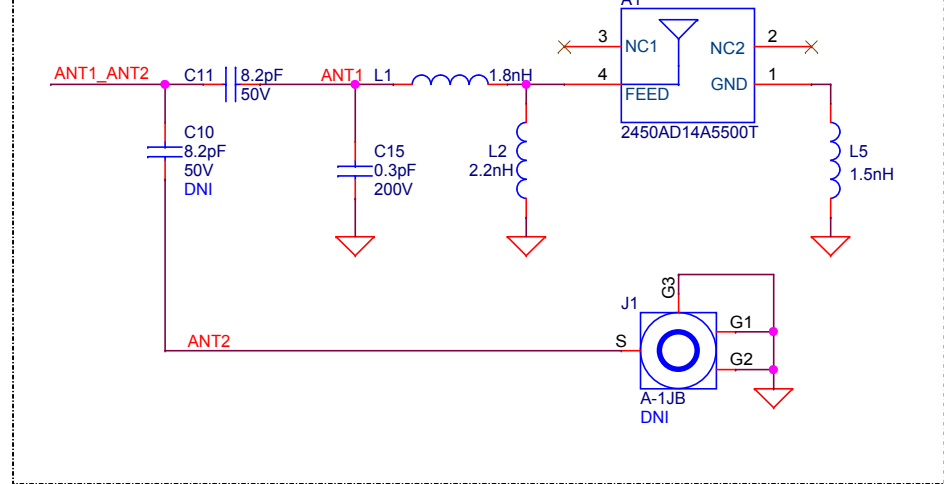 A1
3
NC1
NC2
2
ANT1_ANT2
C11
8.2pF
50V
ANT1
L1
1.8nH
4
FEED
GND
1
2450AD14A5500T
C10
8.2pF
50V
DNI
C15
0.3pF
200V
L2
2.2nH
L5
1.5nH
G3
J1
G1
ANT2
S
G2
A-1JB
DNI